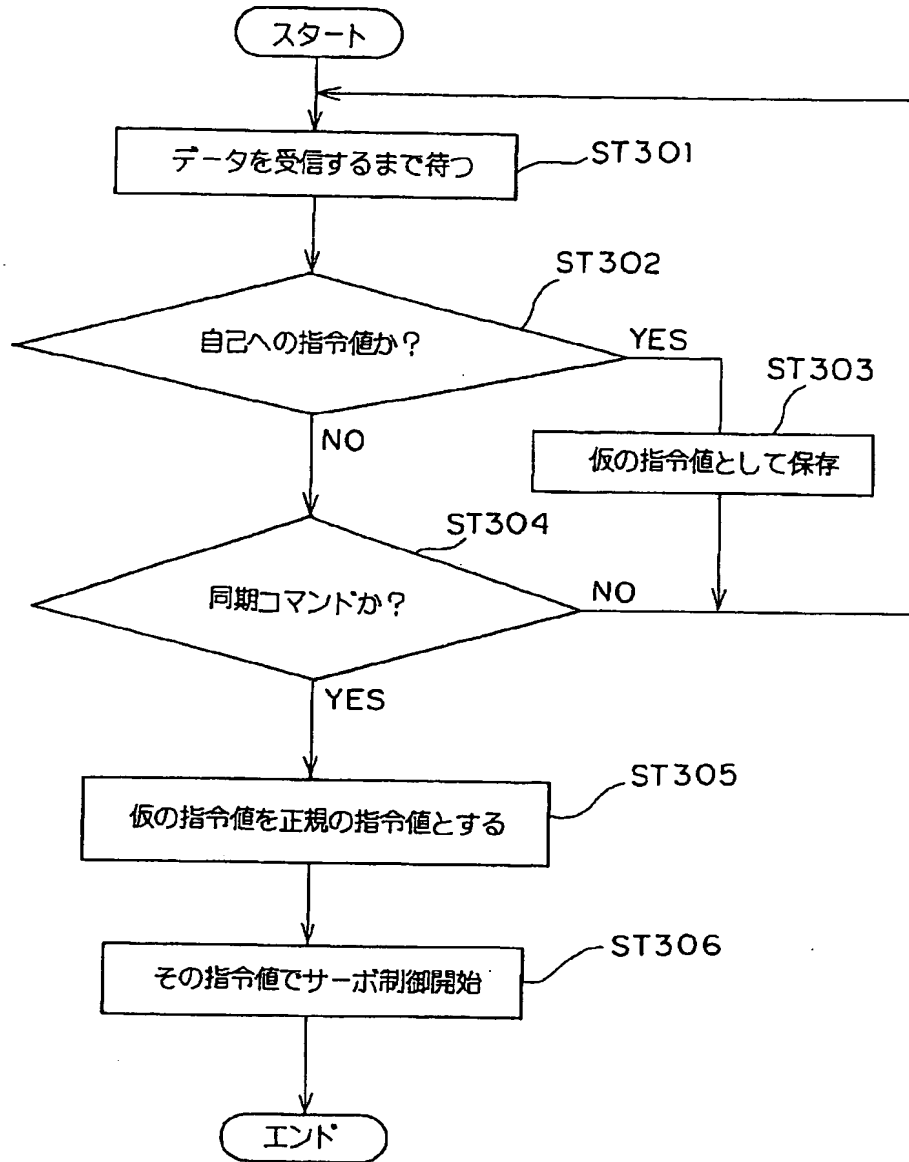 スタート
データを受信するまで待つ
ST301
ST302
自己への指令値か?
YES
ST303
NO
仮の指令値として保存
ST304
同期コマンドか?
NO
YES
ST305
仮の指令値を正規の指令値とする
ST306
その指令値でサーボ制御開始
エンド